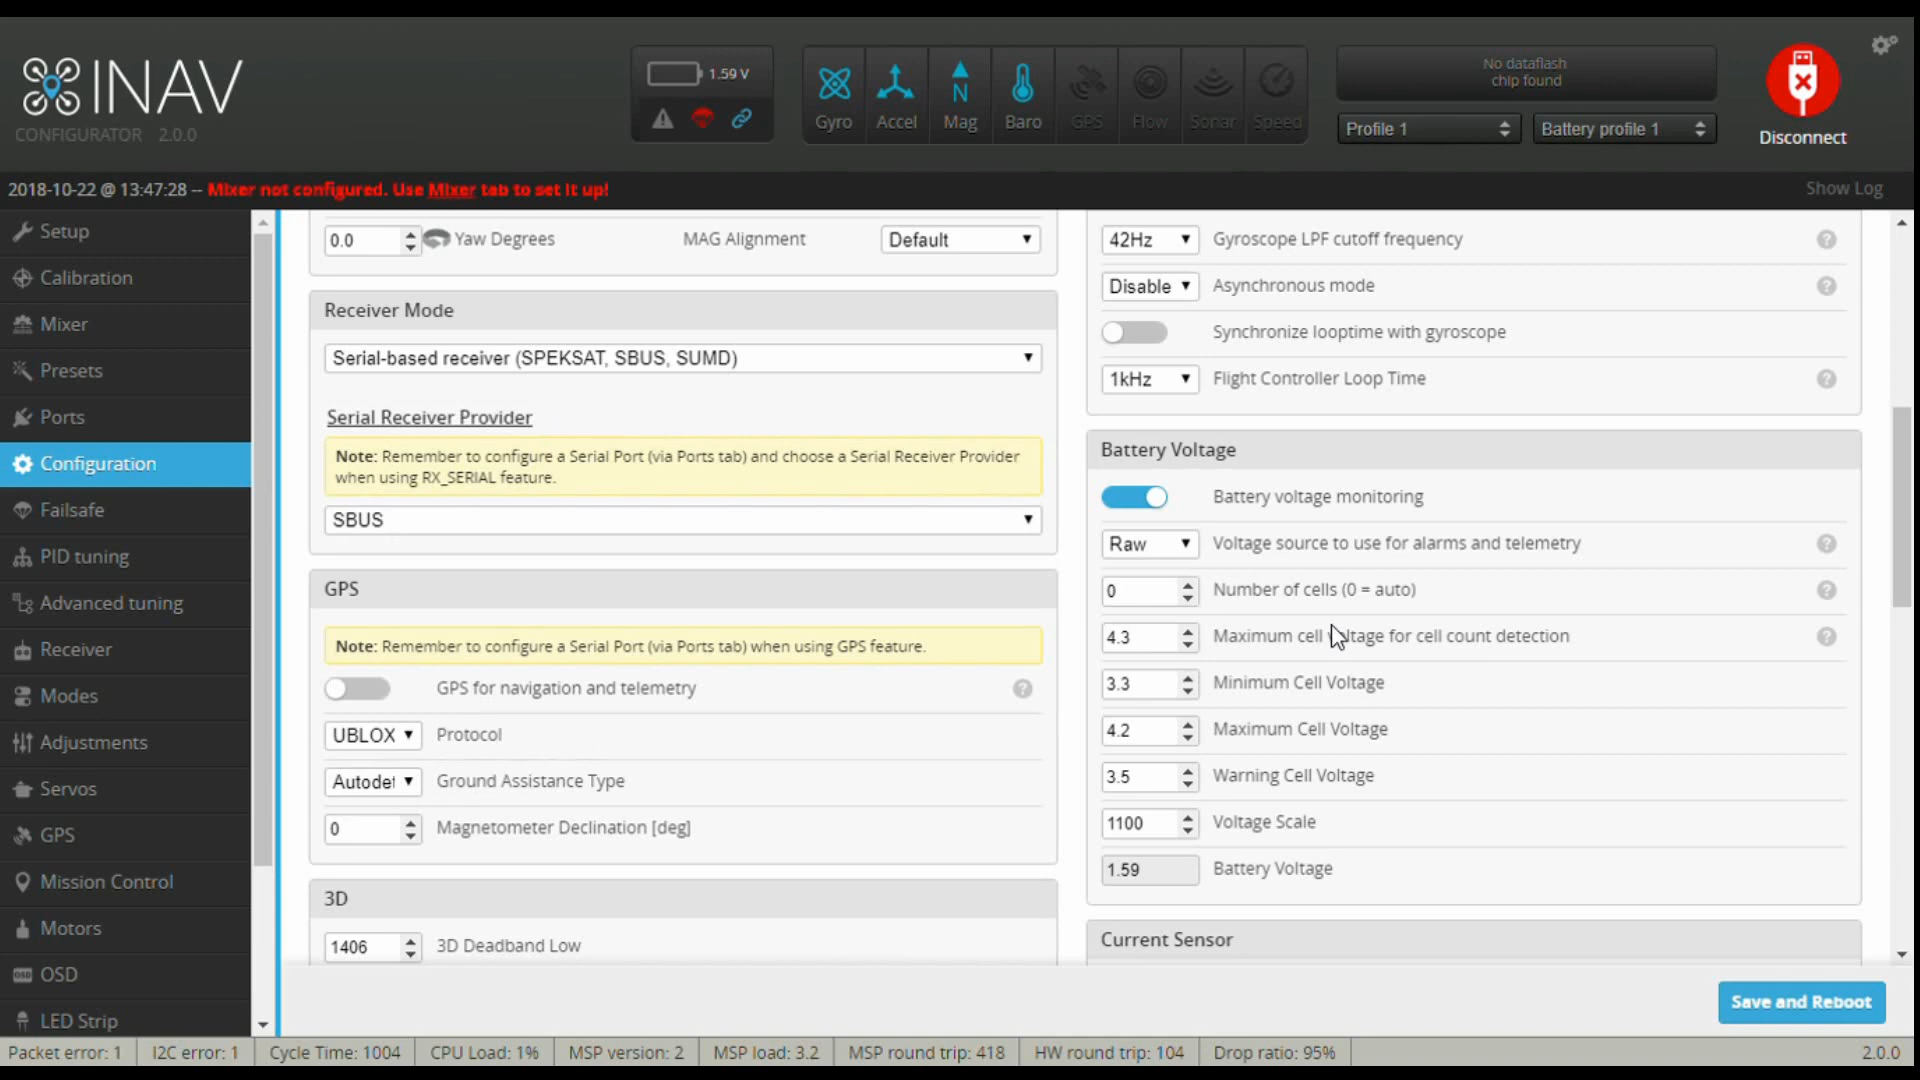 INAV
CONFIGURATOR 2.0.0
1.59 V
Gyro
Accel
N
Mag
Baro
GPS
Flow
Sonar
Speed
No dataflash
chip found
Profile 1
Battery profile 1
Disconnect
2018-10-22 @ 13:47:28 -- Mixer not configured. Use Mixer tab to set it up!
Show Log
Setup
Calibration
Mixer
Presets
Ports
Configuration
Failsafe
PID tuning
Advanced tuning
Receiver
Modes
Adjustments
Servos
GPS
Mission Control
Motors
OSD
LED Strip
0.0 Yaw Degrees
MAG Alignment Default
Receiver Mode
Serial-based receiver (SPEKSAT, SBUS, SUMD)
Serial Receiver Provider
Note: Remember to configure a Serial Port (via Ports tab) and choose a Serial Receiver Provider
when using RX_SERIAL feature.
SBUS
GPS
Note: Remember to configure a Serial Port (via Ports tab) when using GPS feature.
GPS for navigation and telemetry
UBLOX Protocol
Autodet Ground Assistance Type
0 Magnetometer Declination [deg]
3D
1406 3D Deadband Low
42Hz Gyroscope LPF cutoff frequency
Disable Asynchronous mode
Synchronize looptime with gyroscope
1kHz Flight Controller Loop Time
Battery Voltage
Battery voltage monitoring
Raw Voltage source to use for alarms and telemetry
0 Number of cells (0 = auto)
4.3 Maximum cell voltage for cell count detection
3.3 Minimum Cell Voltage
4.2 Maximum Cell Voltage
3.5 Warning Cell Voltage
1100 Voltage Scale
1.59 Battery Voltage
Current Sensor
Save and Reboot
Packet error: 1
I2C error: 1
Cycle Time: 1004
CPU Load: 1%
MSP version: 2
MSP load: 3.2
MSP round trip: 418
HW round trip: 104
Drop ratio: 95%
2.0.0